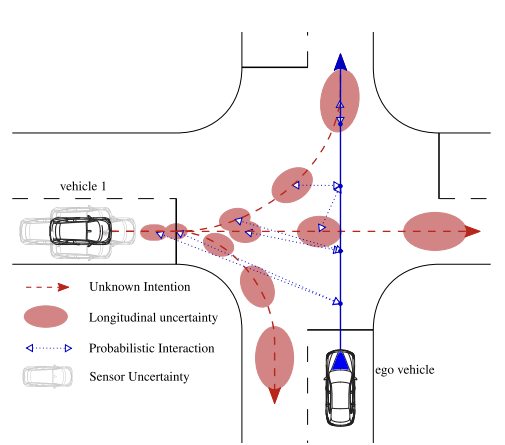 vehicle 1
Unknown Intention
Longitudinal uncertainty
Probabilistic Interaction
Sensor Uncertainty
ego vehicle